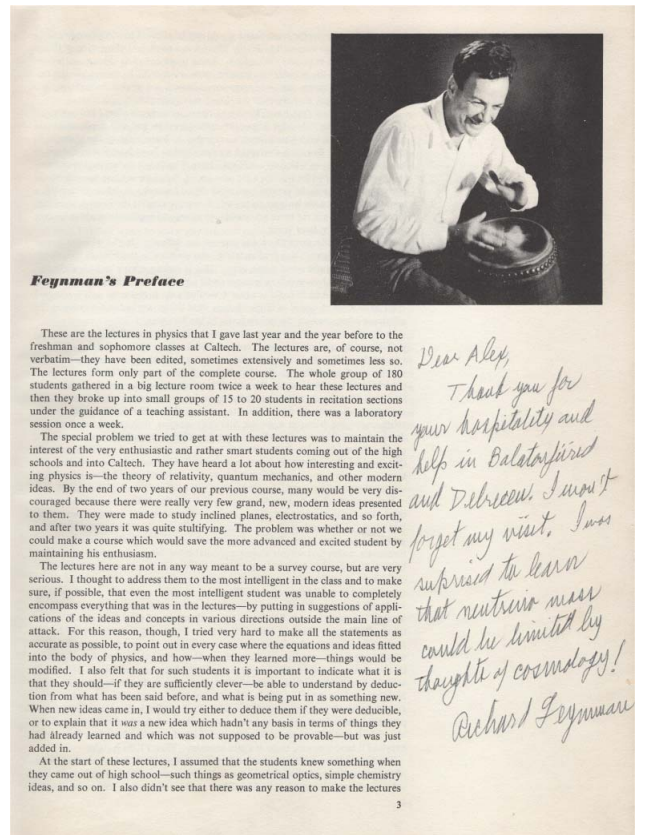 Feynman's Preface
These are the lectures in physics that I gave last year and the year before to the
freshman and sophomore classes at Caltech. The lectures are, of course, not
verbatim—they have been edited, sometimes extensively and sometimes less so.
The lectures form only part of the complete course. The whole group of 180
students gathered in a big lecture room twice a week to hear these lectures and
then they broke up into small groups of 15 to 20 students in recitation sections
under the guidance of a teaching assistant. In addition, there was a laboratory
session once a week.
The special problem we tried to get at with these lectures was to maintain the
interest of the very enthusiastic and rather smart students coming out of the high
schools and into Caltech. They have heard a lot about how interesting and excit-
ing physics is—the theory of relativity, quantum mechanics, and other modern
ideas. By the end of two years of our previous course, many would be very dis-
couraged because there were really very few grand, new, modern ideas presented
to them. They were made to study inclined planes, electrostatics, and so forth,
and after two years it was quite stultifying. The problem was whether or not we
could make a course which would save the more advanced and excited student by
maintaining his enthusiasm.
The lectures here are not in any way meant to be a survey course, but are very
serious. I thought to address them to the most intelligent in the class and to make
sure, if possible, that even the most intelligent student was unable to completely
encompass everything that was in the lectures—by putting in suggestions of appli-
cations of the ideas and concepts in various directions outside the main line of
attack. For this reason, though, I tried very hard to make all the statements as
accurate as possible, to point out in every case where the equations and ideas fitted
into the body of physics, and how—when they learned more—things would be
modified. I also felt that for such students it is important to indicate what it is
that they should—if they are sufficiently clever—be able to understand by deduc-
tion from what has been said before, and what is being put in as something new.
When new ideas came in, I would try either to deduce them if they were deducible,
or to explain that it was a new idea which hadn't any basis in terms of things they
had already learned and which was not supposed to be provable—but was just
added in.
At the start of these lectures, I assumed that the students knew something when
they came out of high school—such things as geometrical optics, simple chemistry
ideas, and so on. I also didn't see that there was any reason to make the lectures
3
Dear Alex,
Thank you for
your hospitality and
help in Balatonfüred
and Debrecen. I won't
forget my visit. I was
suprised to learn
that neutrino mass
could be limited by
thoughts of cosmology!
Richard Feynman